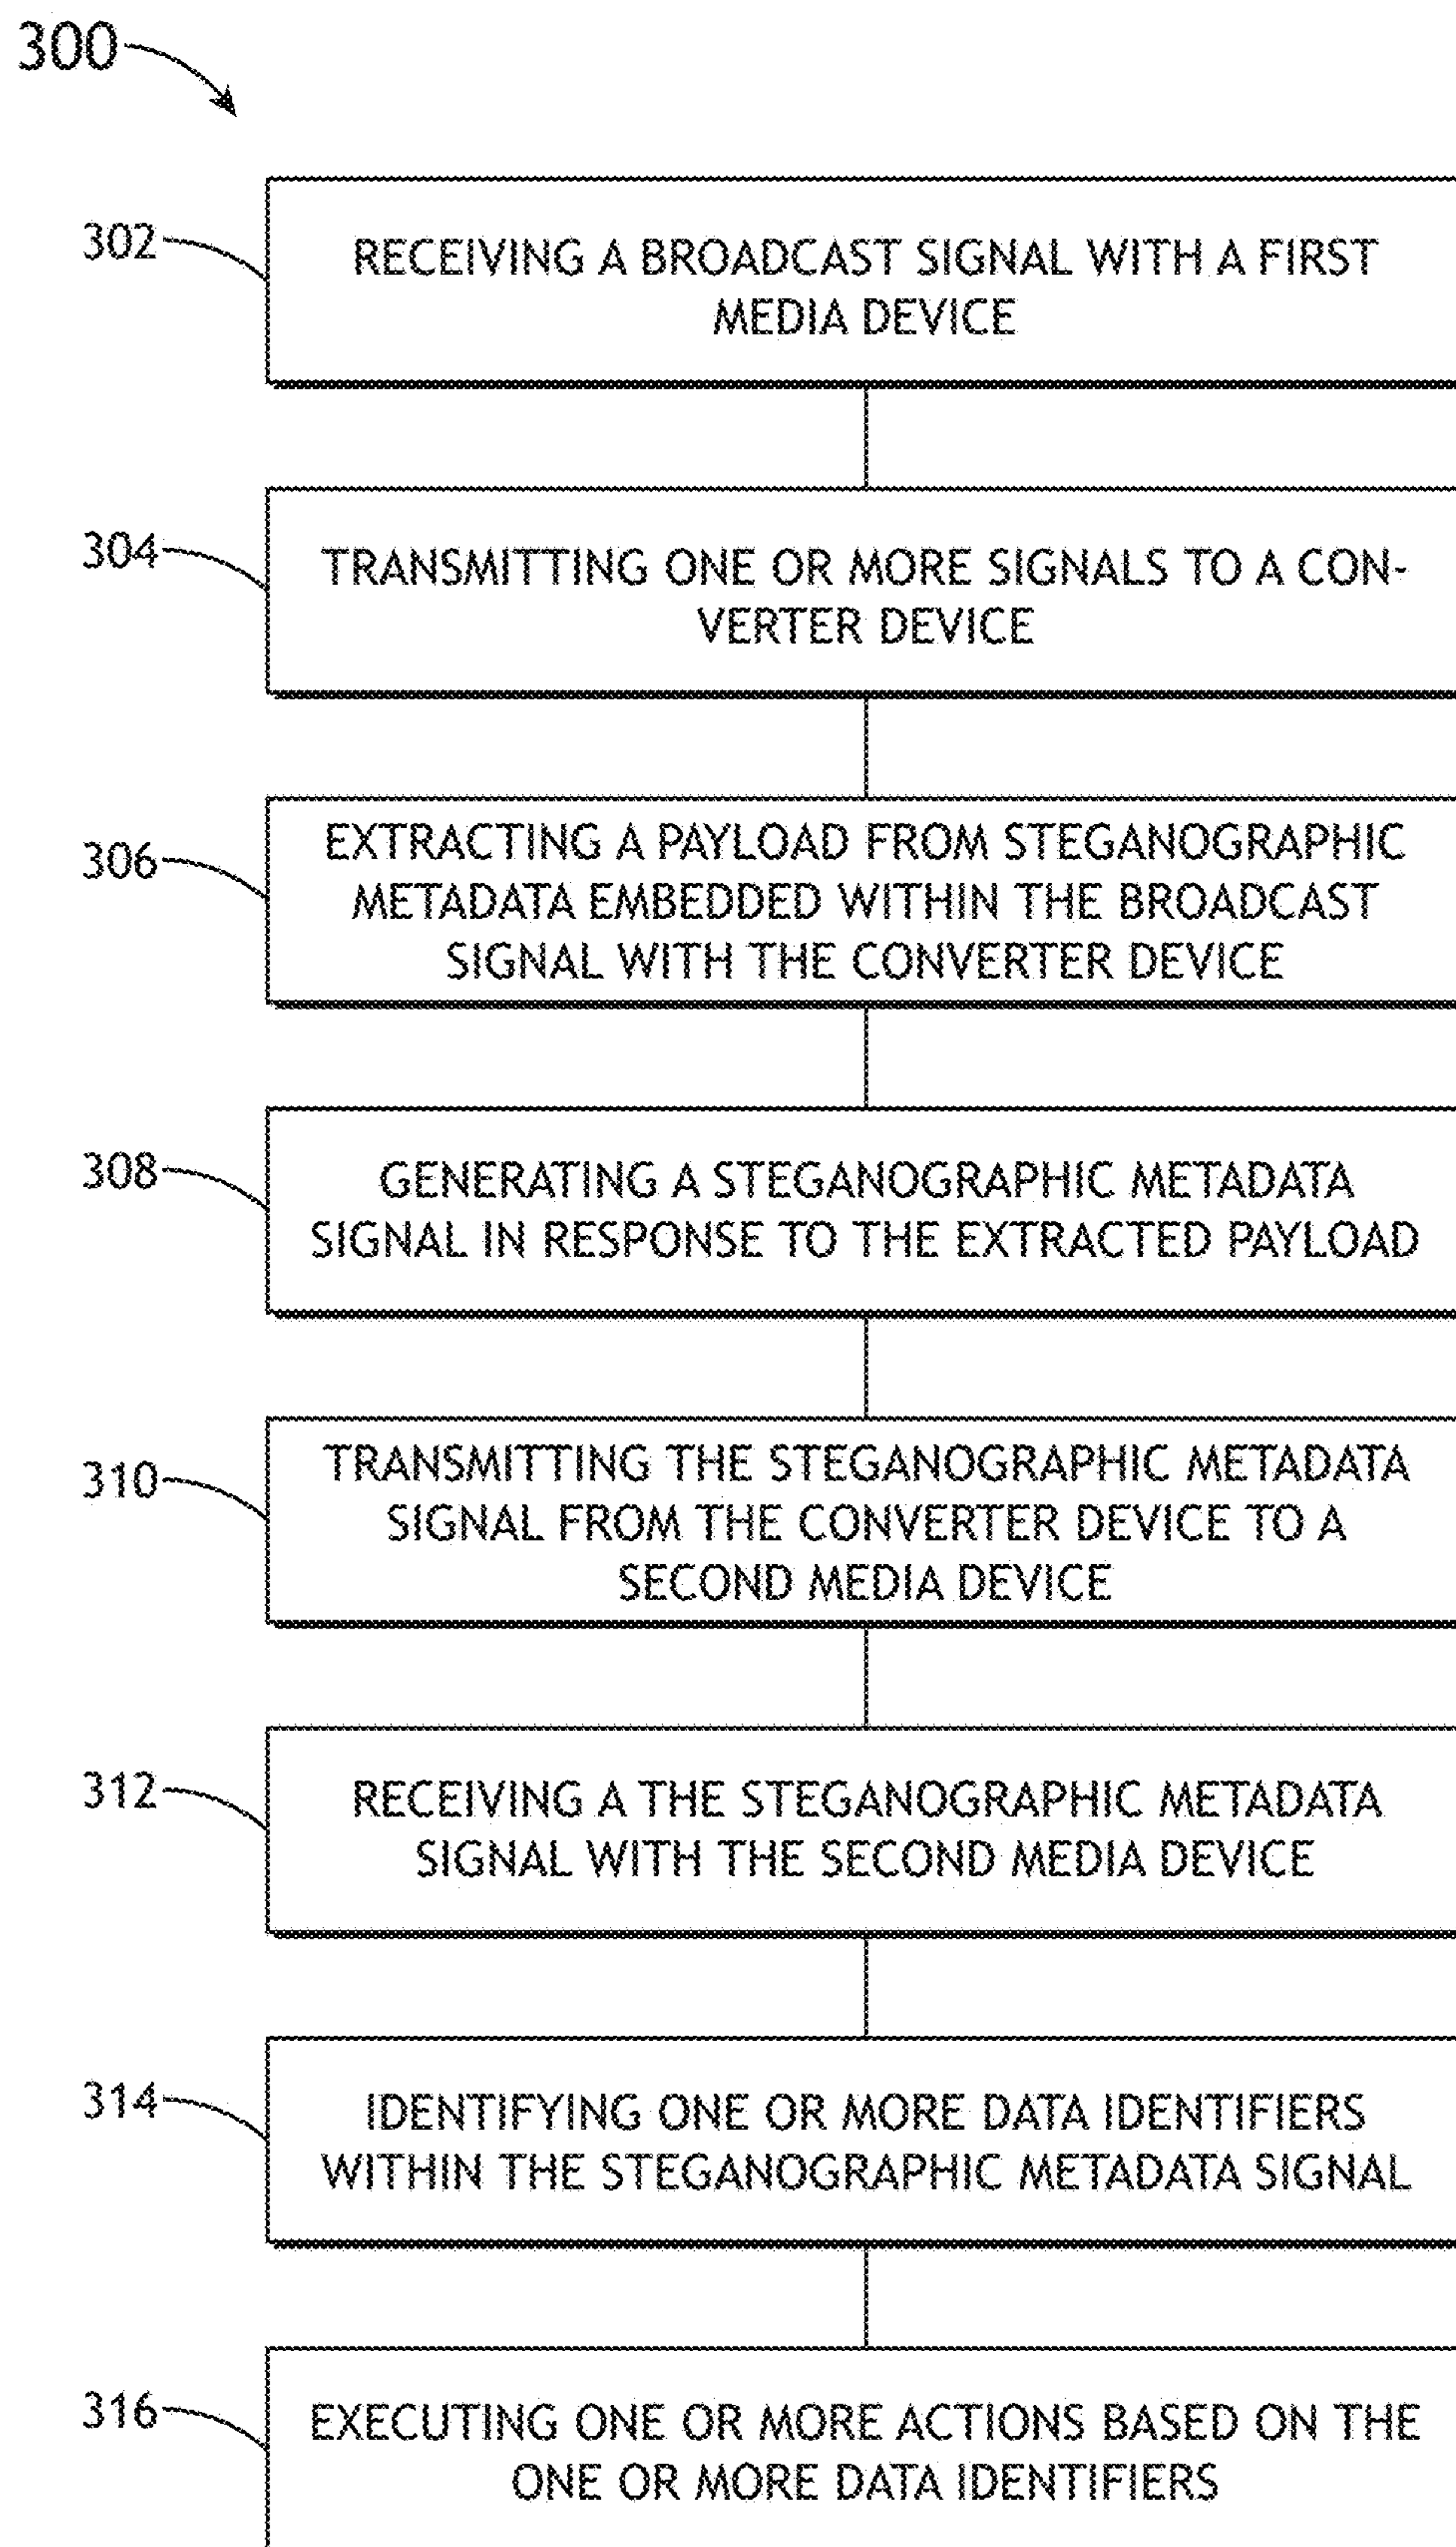 300
302
RECEIVING A BROADCAST SIGNAL WITH A FIRST
MEDIA DEVICE
304
TRANSMITTING ONE OR MORE SIGNALS TO A CON-
VERTER DEVICE
306
EXTRACTING A PAYLOAD FROM STEGANOGRAPHIC
METADATA EMBEDDED WITHIN THE BROADCAST
SIGNAL WITH THE CONVERTER DEVICE
308
GENERATING A STEGANOGRAPHIC METADATA
SIGNAL IN RESPONSE TO THE EXTRACTED PAYLOAD
310
TRANSMITTING THE STEGANOGRAPHIC METADATA
SIGNAL FROM THE CONVERTER DEVICE TO A
SECOND MEDIA DEVICE
312
RECEIVING A THE STEGANOGRAPHIC METADATA
SIGNAL WITH THE SECOND MEDIA DEVICE
314
IDENTIFYING ONE OR MORE DATA IDENTIFIERS
WITHIN THE STEGANOGRAPHIC METADATA SIGNAL
316
EXECUTING ONE OR MORE ACTIONS BASED ON THE
ONE OR MORE DATA IDENTIFIERS